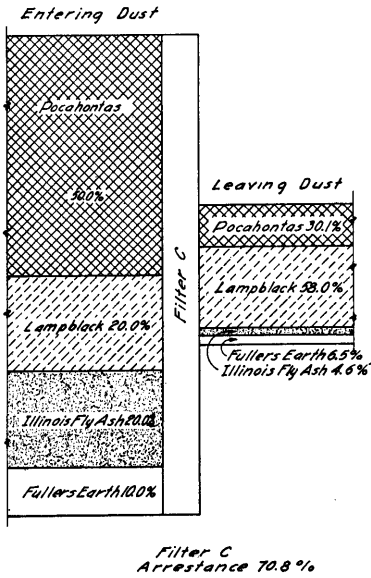 Entering Dust
Pocahontas
50.0%
Lampblack 20.0%
Illinois Fly Ash 20.0%
Fullers Earth 10.0%
Filter C
Leaving Dust
Pocahontas 30.1%
Lampblack 58.0%
Fullers Earth 6.5%
Illinois Fly Ash 4.6%
Filter C
Arrestance 70.8%